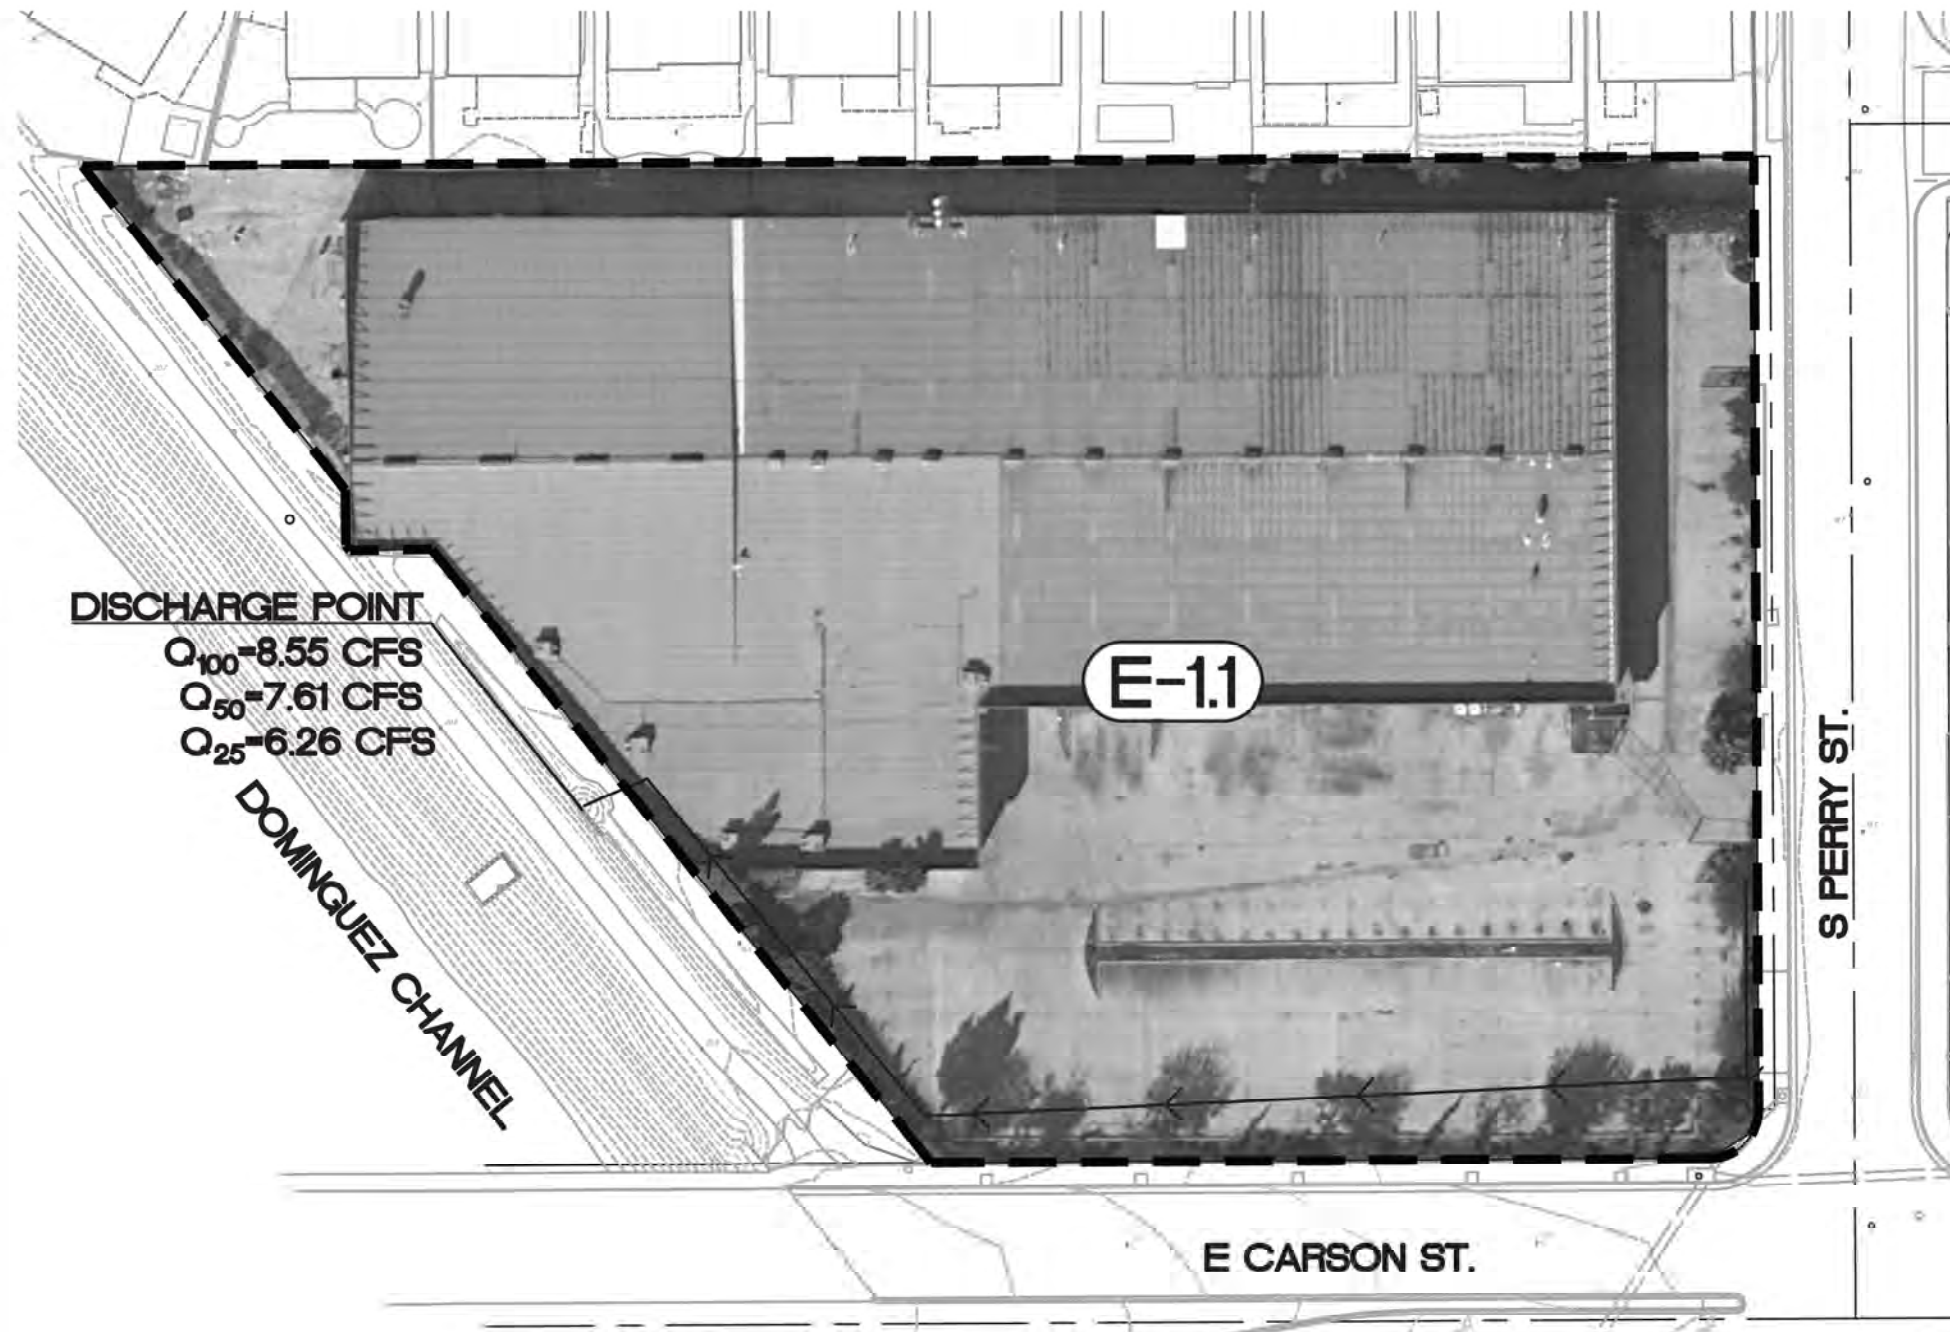 DISCHARGE POINT
Q100=8.55 CFS
Q50=7.61 CFS
Q25=6.26 CFS
E-1.1
DOMINGUEZ CHANNEL
S PERRY ST.
E CARSON ST.